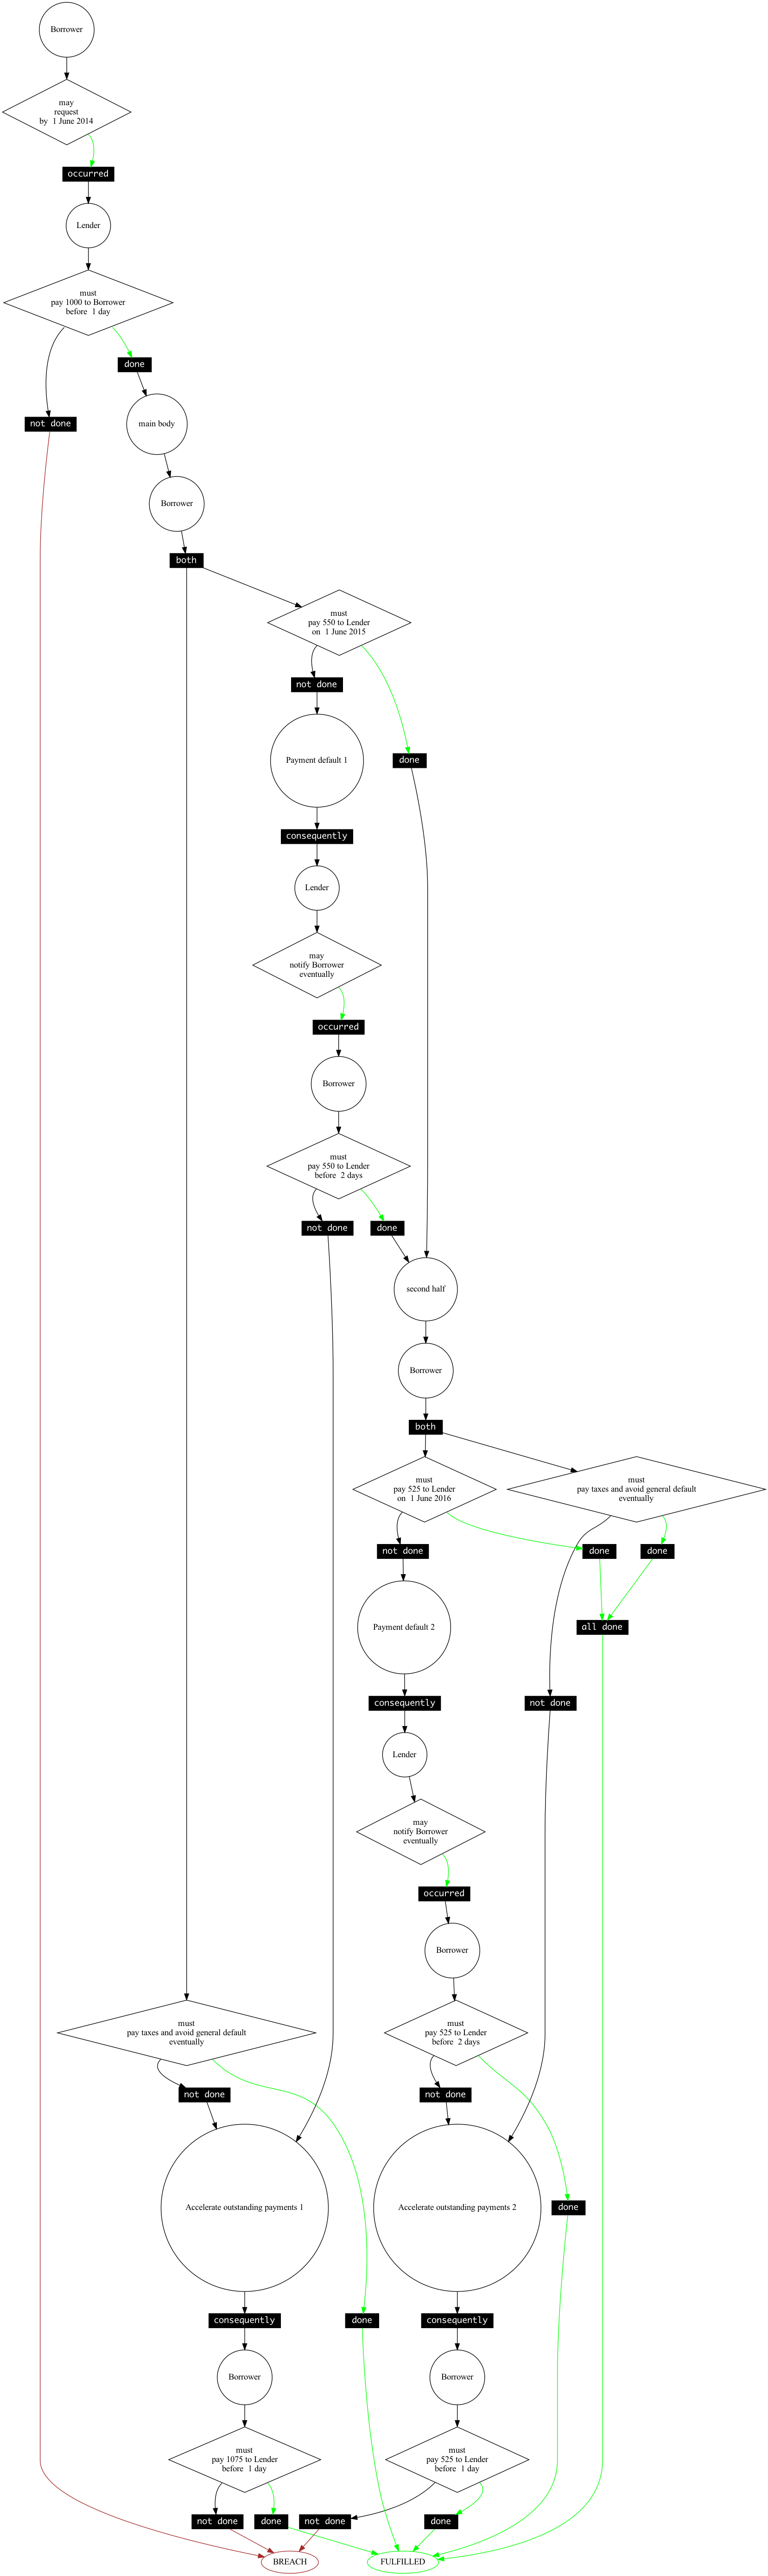 Borrower
may
request
by 1 June 2014
occurred
Lender
must
pay 1000 to Borrower
before 1 day
done
not done
main body
Borrower
both
must
pay 550 to Lender
on 1 June 2015
not done
Payment default 1
done
consequently
Lender
may
notify Borrower
eventually
occurred
Borrower
must
pay 550 to Lender
before 2 days
not done
done
second half
Borrower
both
must
pay 525 to Lender
on 1 June 2016
must
pay taxes and avoid general default
eventually
not done
done
done
Payment default 2
all done
consequently
not done
Lender
may
notify Borrower
eventually
occurred
Borrower
must
pay taxes and avoid general default
eventually
must
pay 525 to Lender
before 2 days
not done
not done
Accelerate outstanding payments 1
Accelerate outstanding payments 2
done
consequently
done
consequently
Borrower
Borrower
must
pay 1075 to Lender
before 1 day
must
pay 525 to Lender
before 1 day
not done
done
not done
done
BREACH
FULFILLED